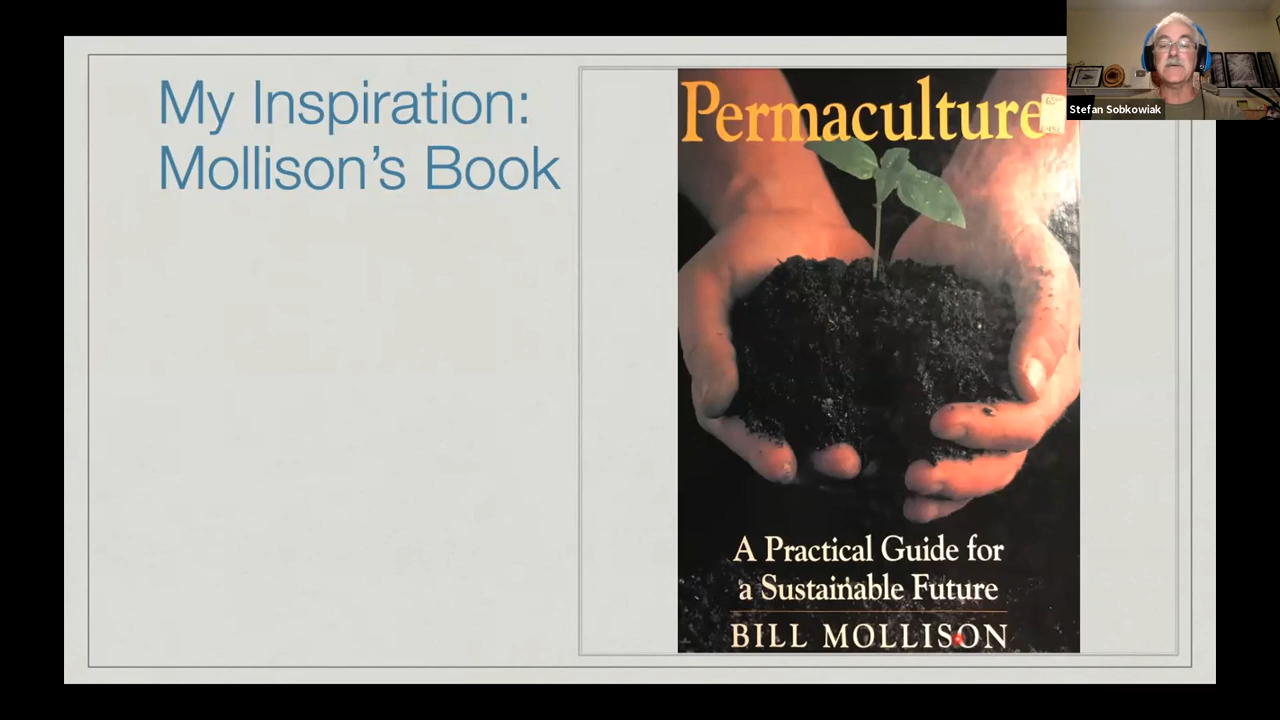 My Inspiration:
Mollison's Book
Permaculture
A Practical Guide for
a Sustainable Future
BILL MOLLISON
Stefan Sobkowiak